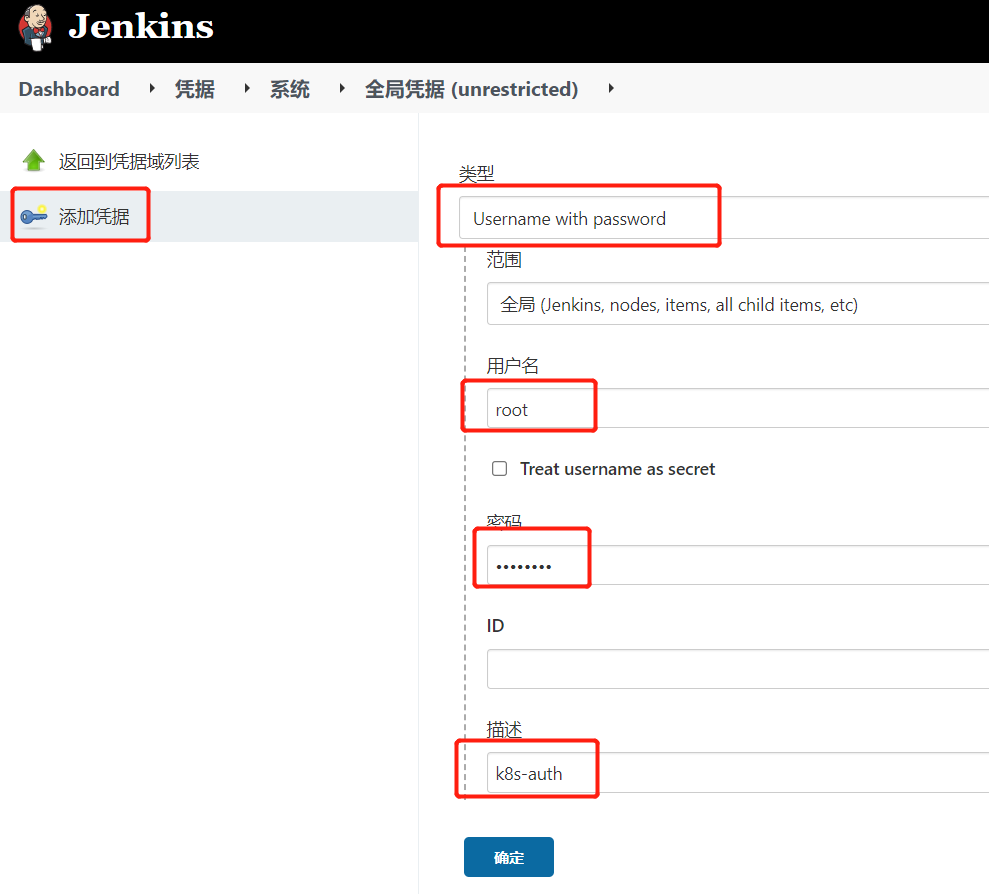 Jenkins
Dashboard 凭据 系统 全局凭据 (unrestricted)
返回到凭据域列表
添加凭据
类型
Username with password
范围
全局 (Jenkins, nodes, items, all child items, etc)
用户名
root
Treat username as secret
密码
••••••••
ID
描述
k8s-auth
确定